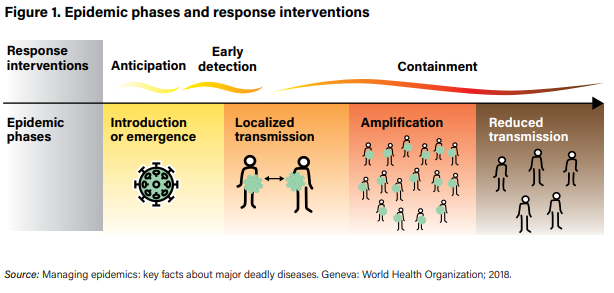 Figure 1. Epidemic phases and response interventions
Response
interventions
Anticipation
Early
detection
Containment
Epidemic
phases
Introduction
or emergence
Localized
transmission
Amplification
Reduced
transmission
Source: Managing epidemics: key facts about major deadly diseases. Geneva: World Health Organization; 2018.